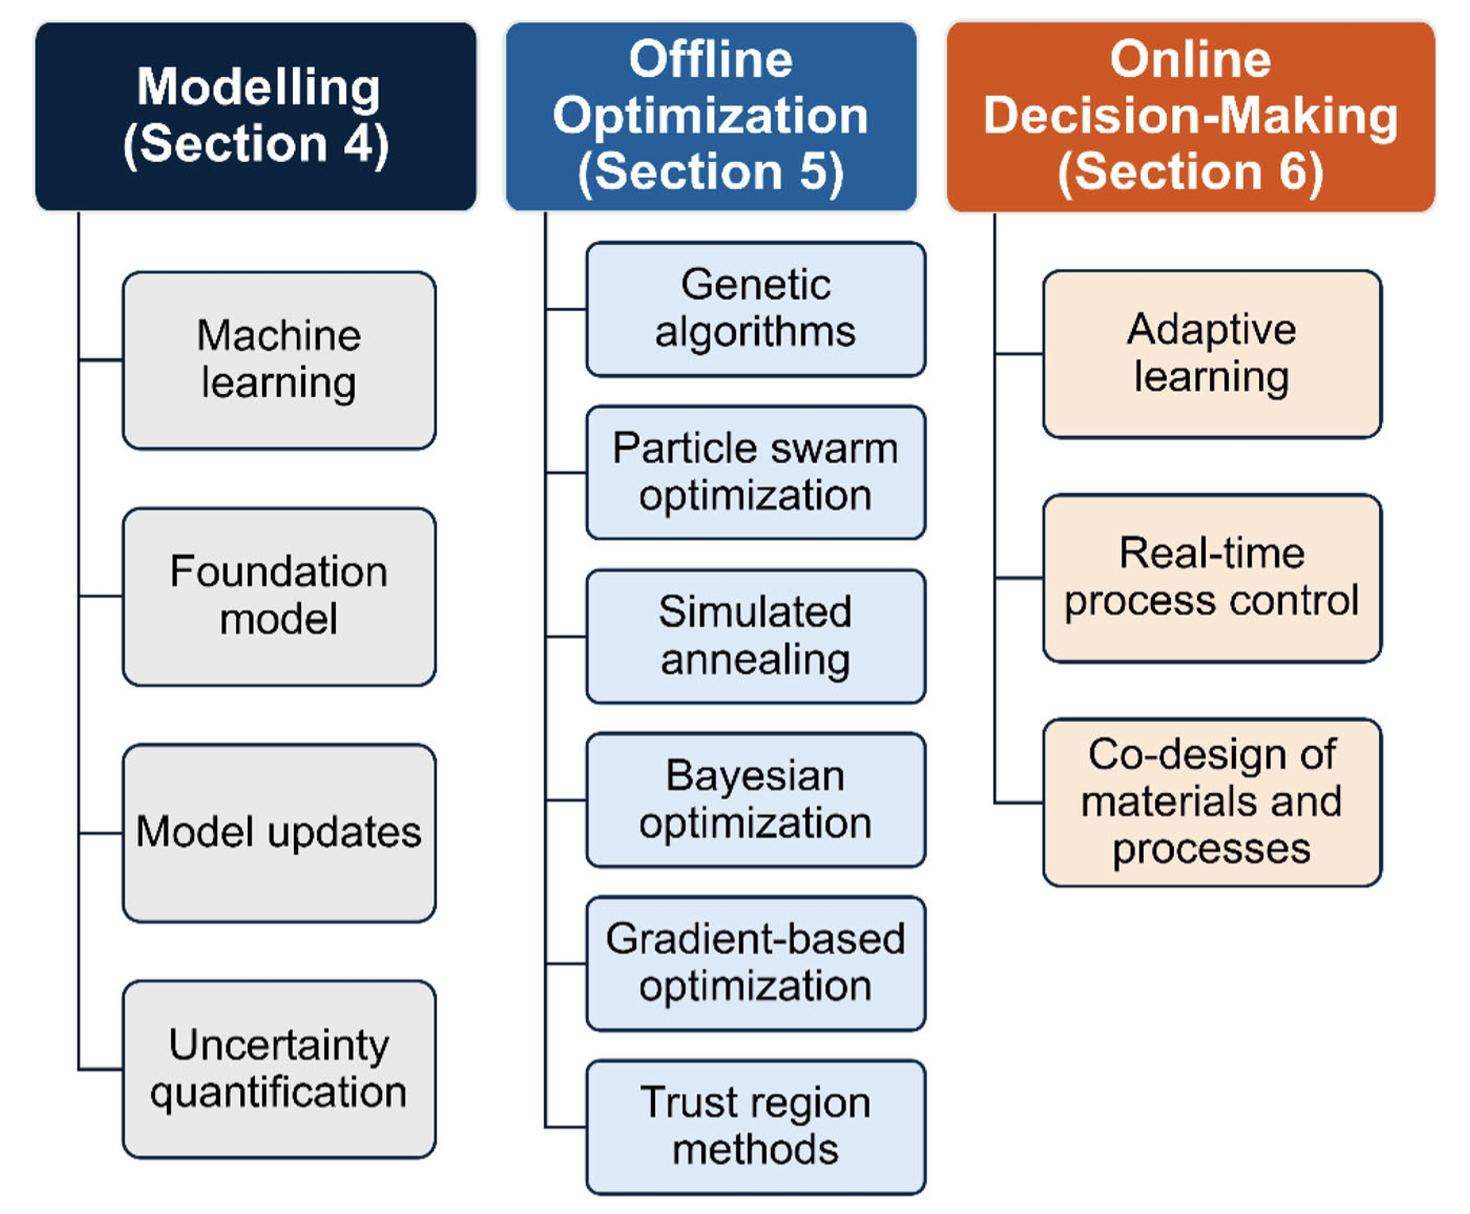 Modelling
(Section 4)
Machine
learning
Foundation
model
Model updates
Uncertainty
quantification
Offline
Optimization
(Section 5)
Genetic
algorithms
Particle swarm
optimization
Simulated
annealing
Bayesian
optimization
Gradient-based
optimization
Trust region
methods
Online
Decision-Making
(Section 6)
Adaptive
learning
Real-time
process control
Co-design of
materials and
processes